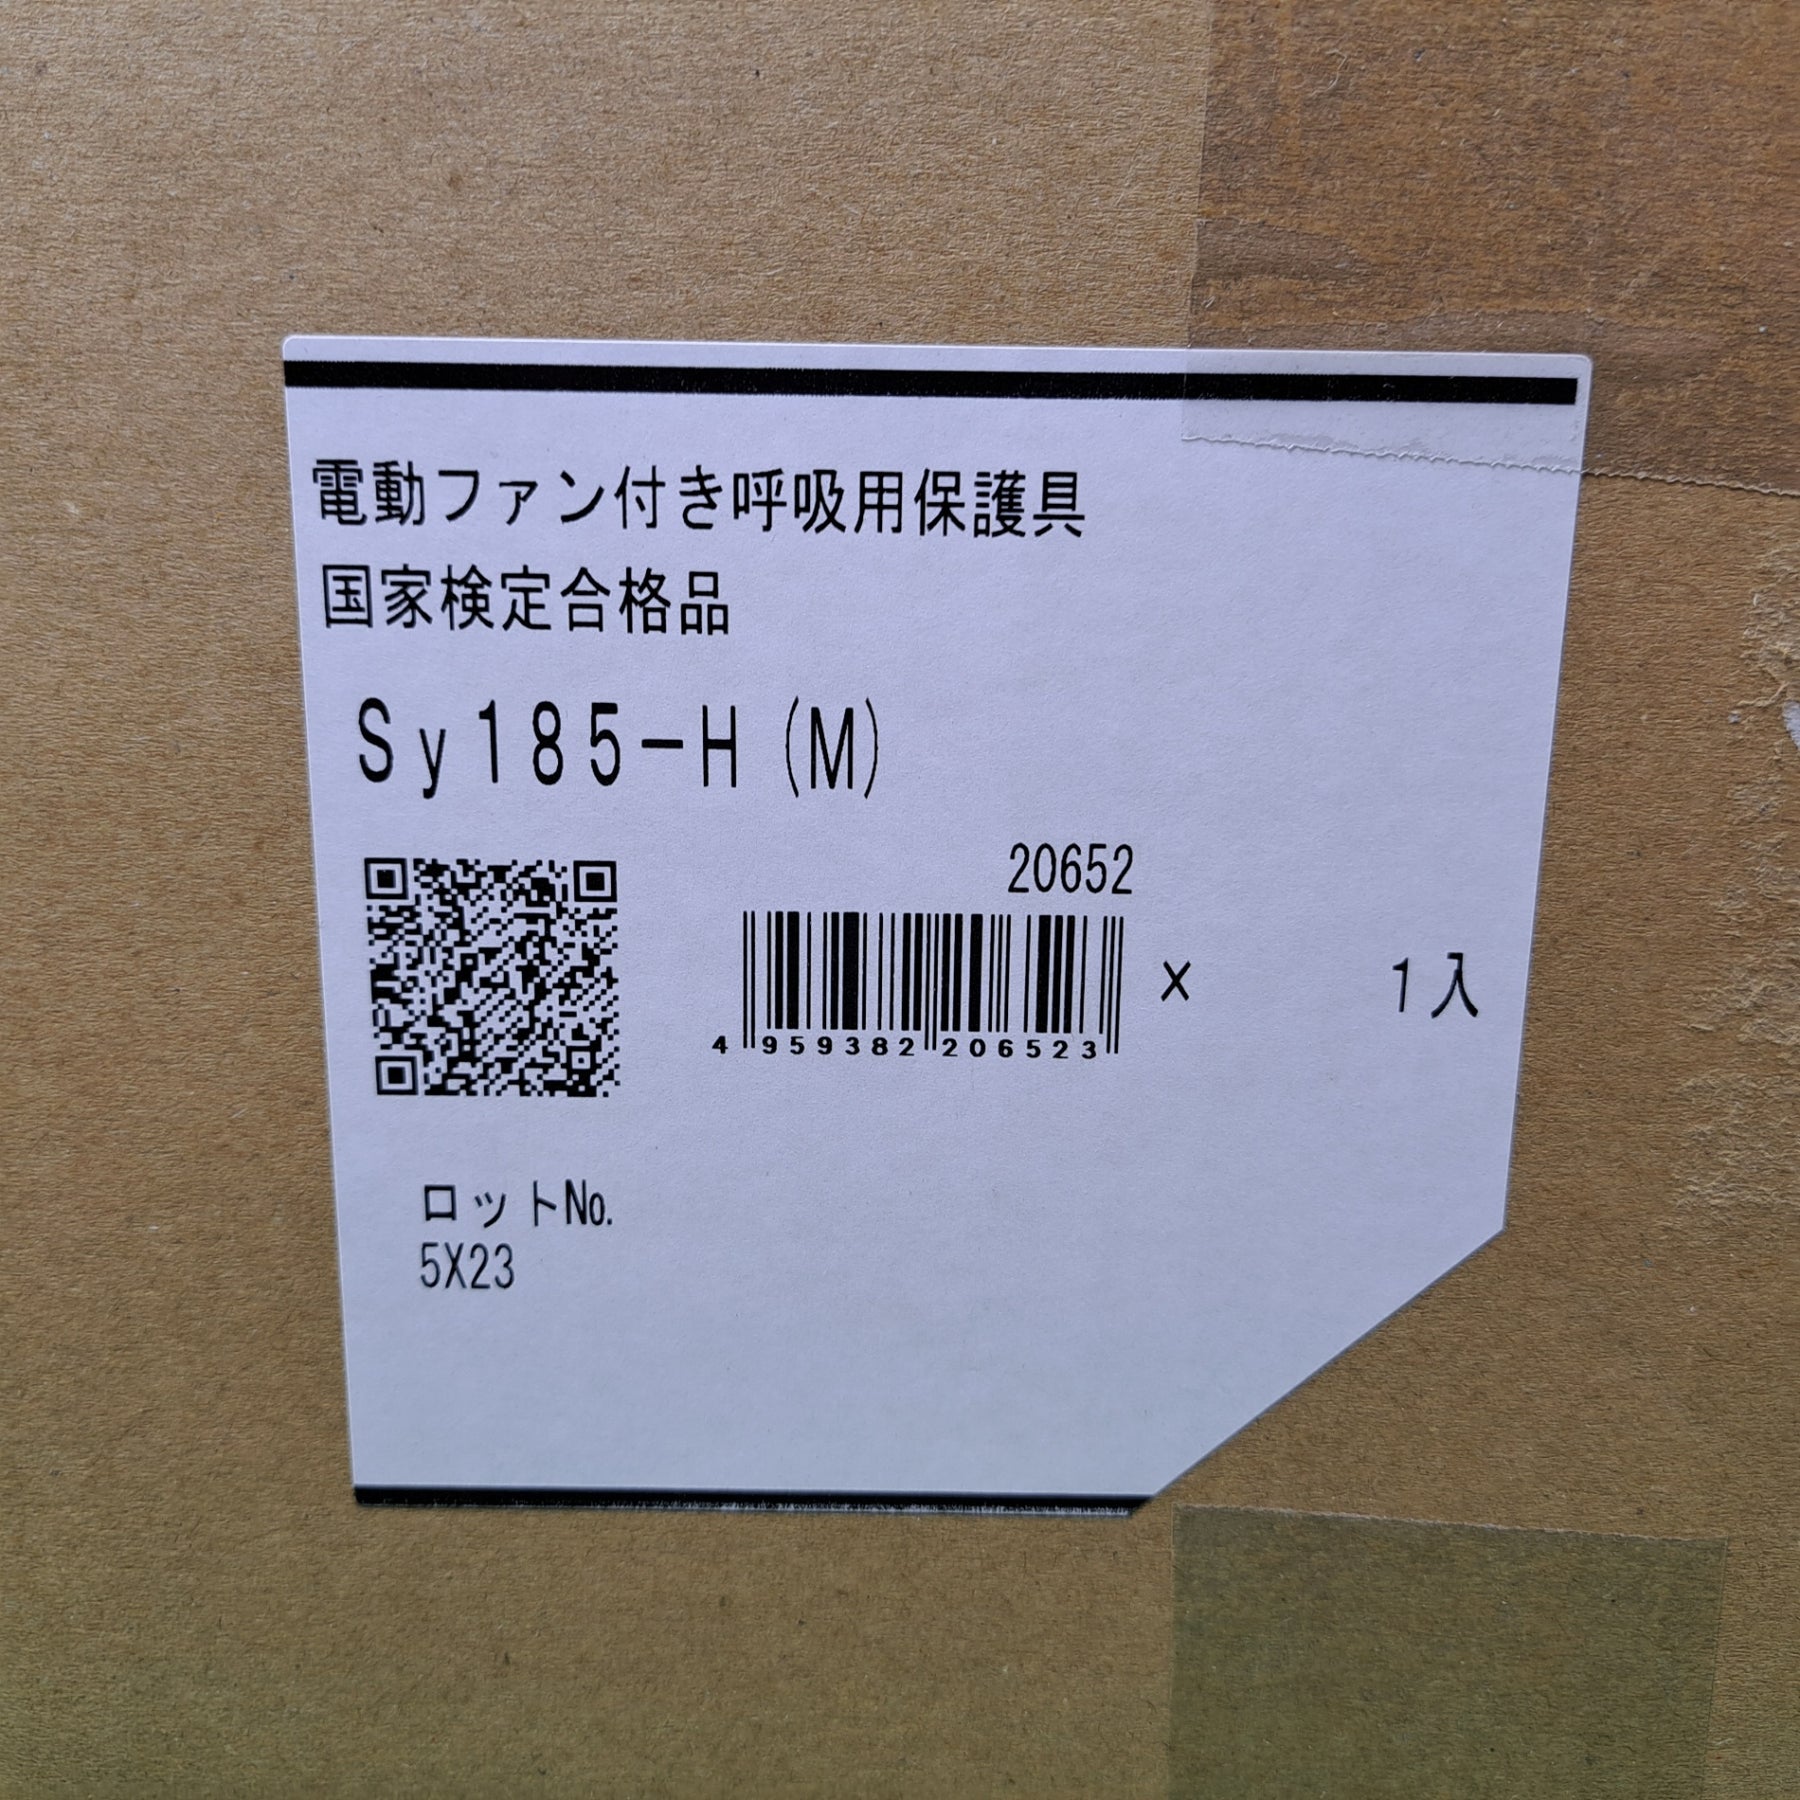 電動ファン付き呼吸用保護具
国家検定合格品
Sy185-H(M)
20652
4 959382 206523
× 1入
ロット№.
5X23